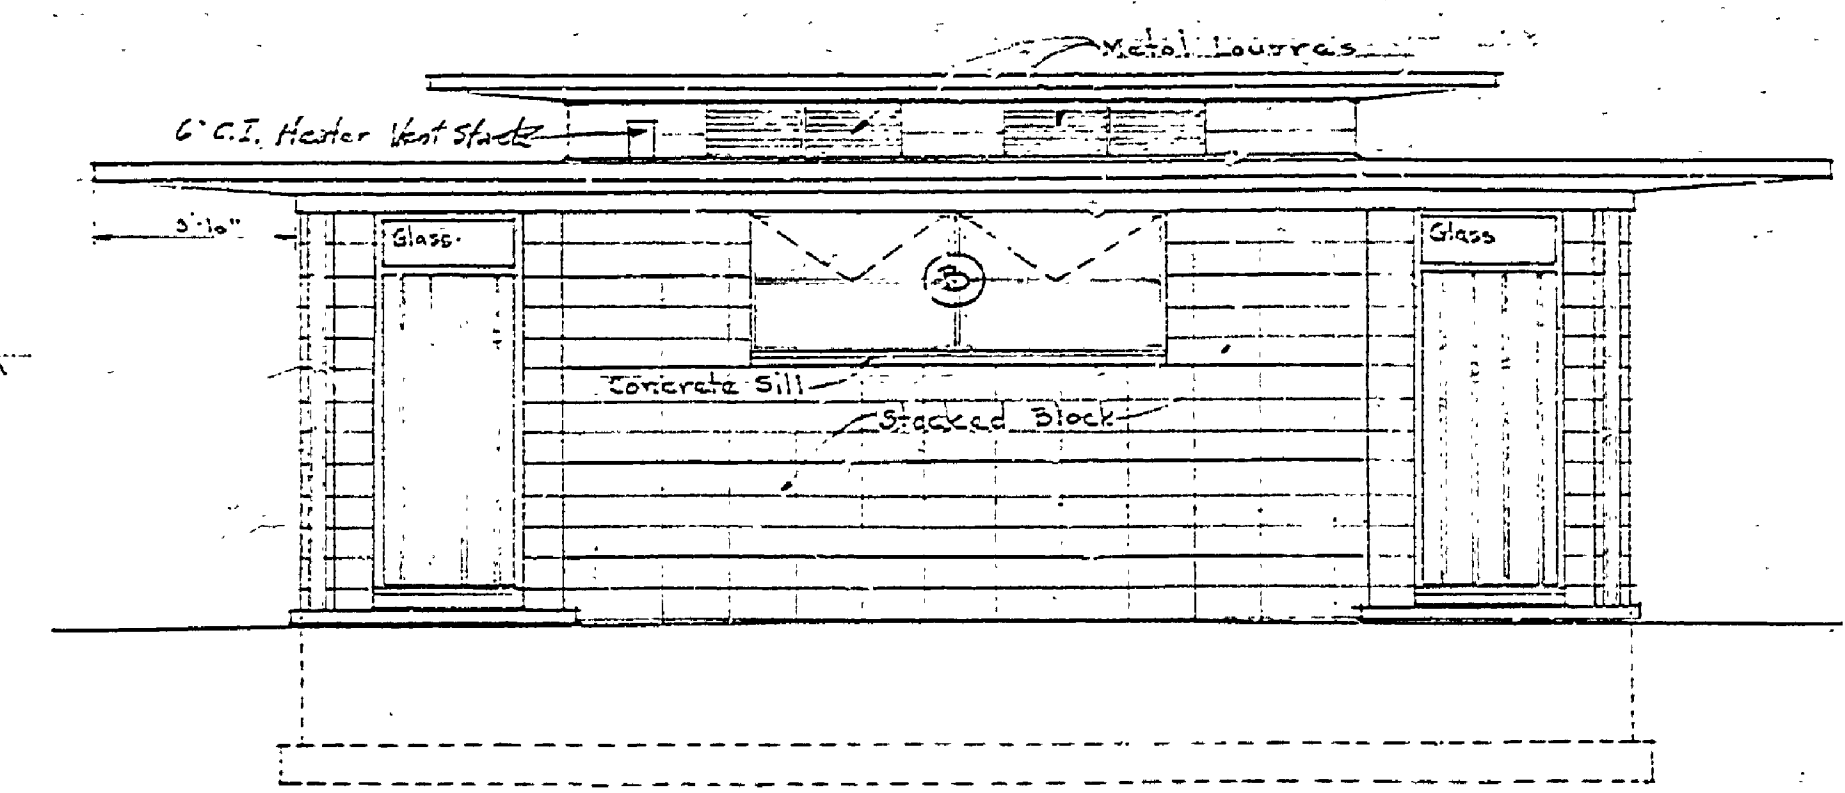 Metal Louvres
6" C.I. Heater Vent Stack
3'-10"
Glass
Glass
B
Concrete Sill
Stacked Block